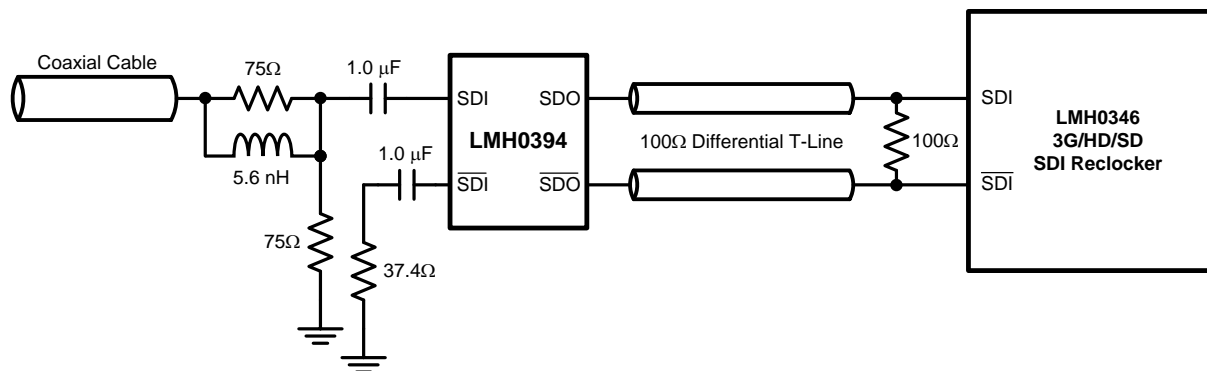 Coaxial Cable
75Ω
5.6 nH
75Ω
1.0 µF
1.0 µF
37.4Ω
SDI
SDI
SDO
SDO
LMH0394
100Ω Differential T-Line
100Ω
SDI
SDI
LMH0346
3G/HD/SD
SDI Reclocker